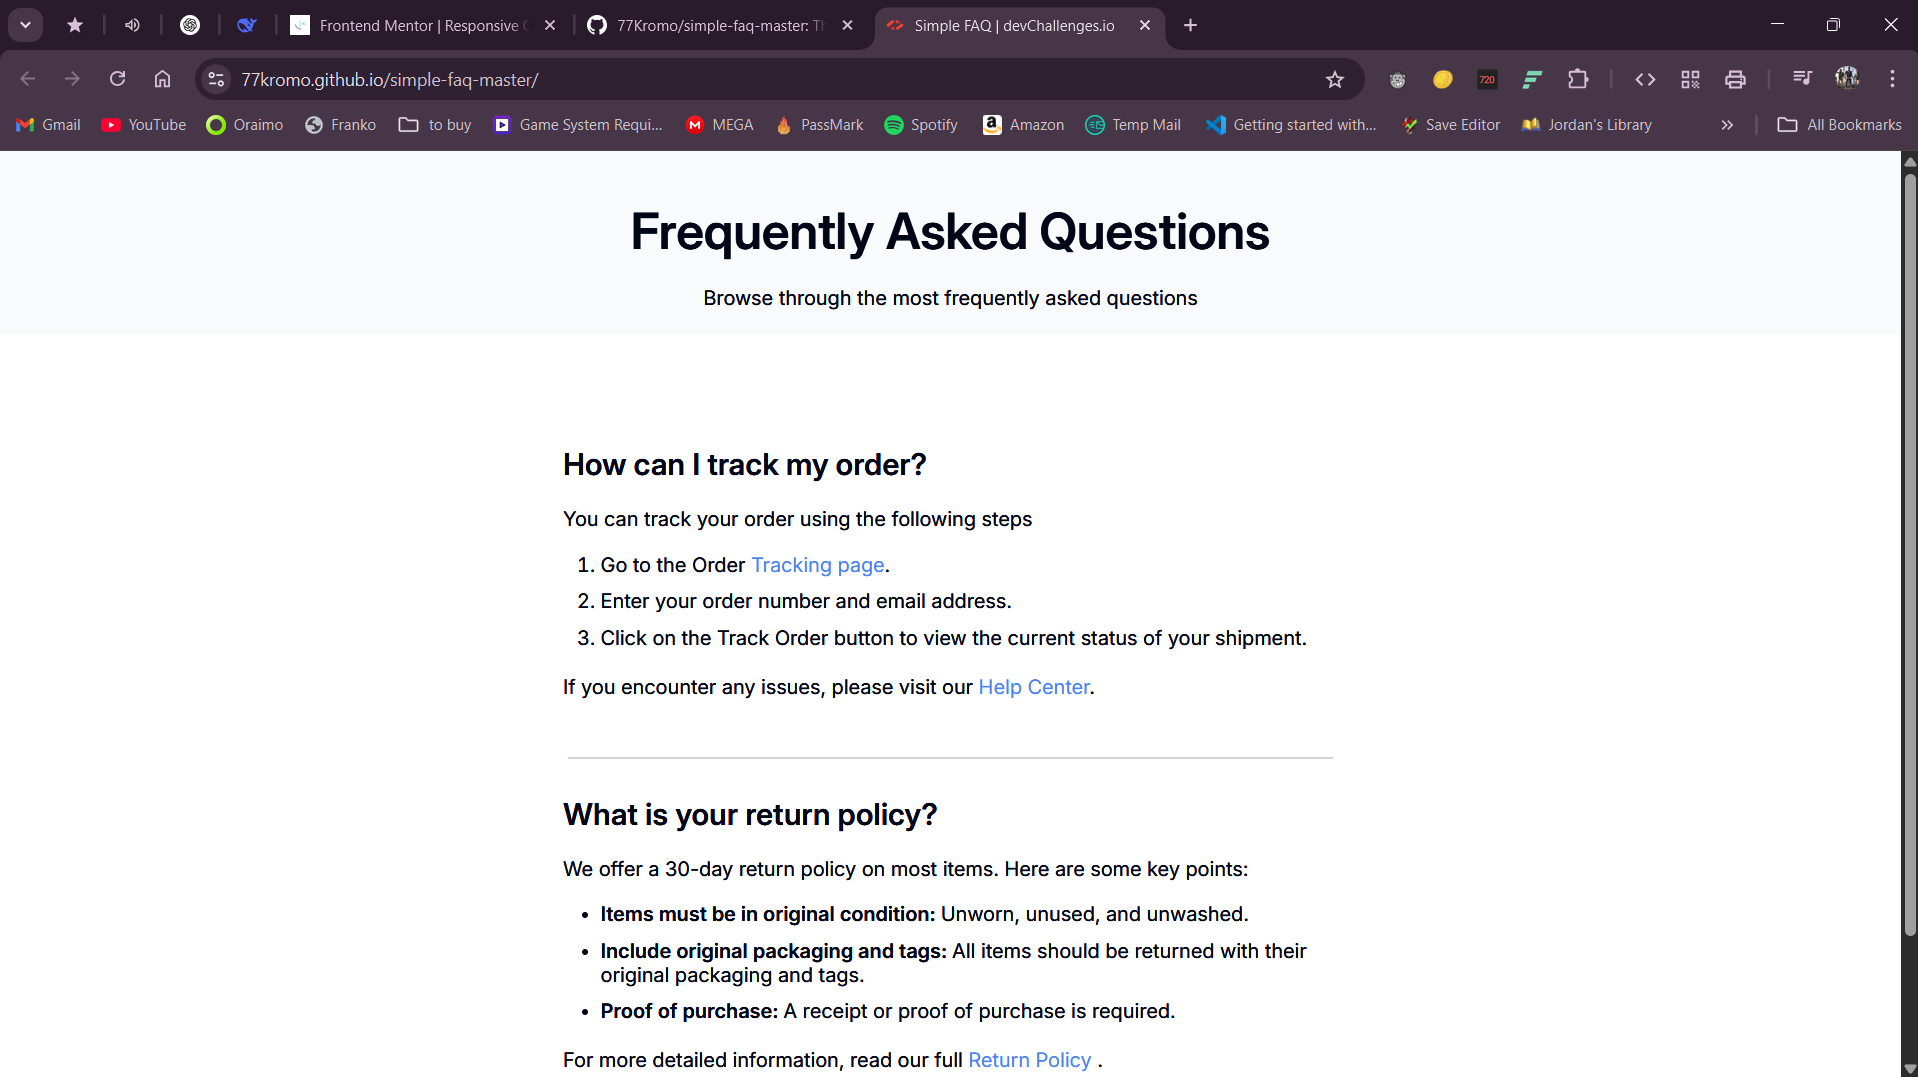 Frontend Mentor | Responsive
77Kromo/simple-faq-master: Th
Simple FAQ | devChallenges.io
77kromo.github.io/simple-faq-master/
720
Gmail
YouTube
Oraimo
Franko
to buy
Game System Requi...
MEGA
PassMark
Spotify
Amazon
Temp Mail
Getting started with...
Save Editor
Jordan's Library
All Bookmarks
Frequently Asked Questions
Browse through the most frequently asked questions
How can I track my order?
You can track your order using the following steps
1. Go to the Order Tracking page.
2. Enter your order number and email address.
3. Click on the Track Order button to view the current status of your shipment.
If you encounter any issues, please visit our Help Center.
What is your return policy?
We offer a 30-day return policy on most items. Here are some key points:
• Items must be in original condition: Unworn, unused, and unwashed.
• Include original packaging and tags: All items should be returned with their
original packaging and tags.
• Proof of purchase: A receipt or proof of purchase is required.
For more detailed information, read our full Return Policy .